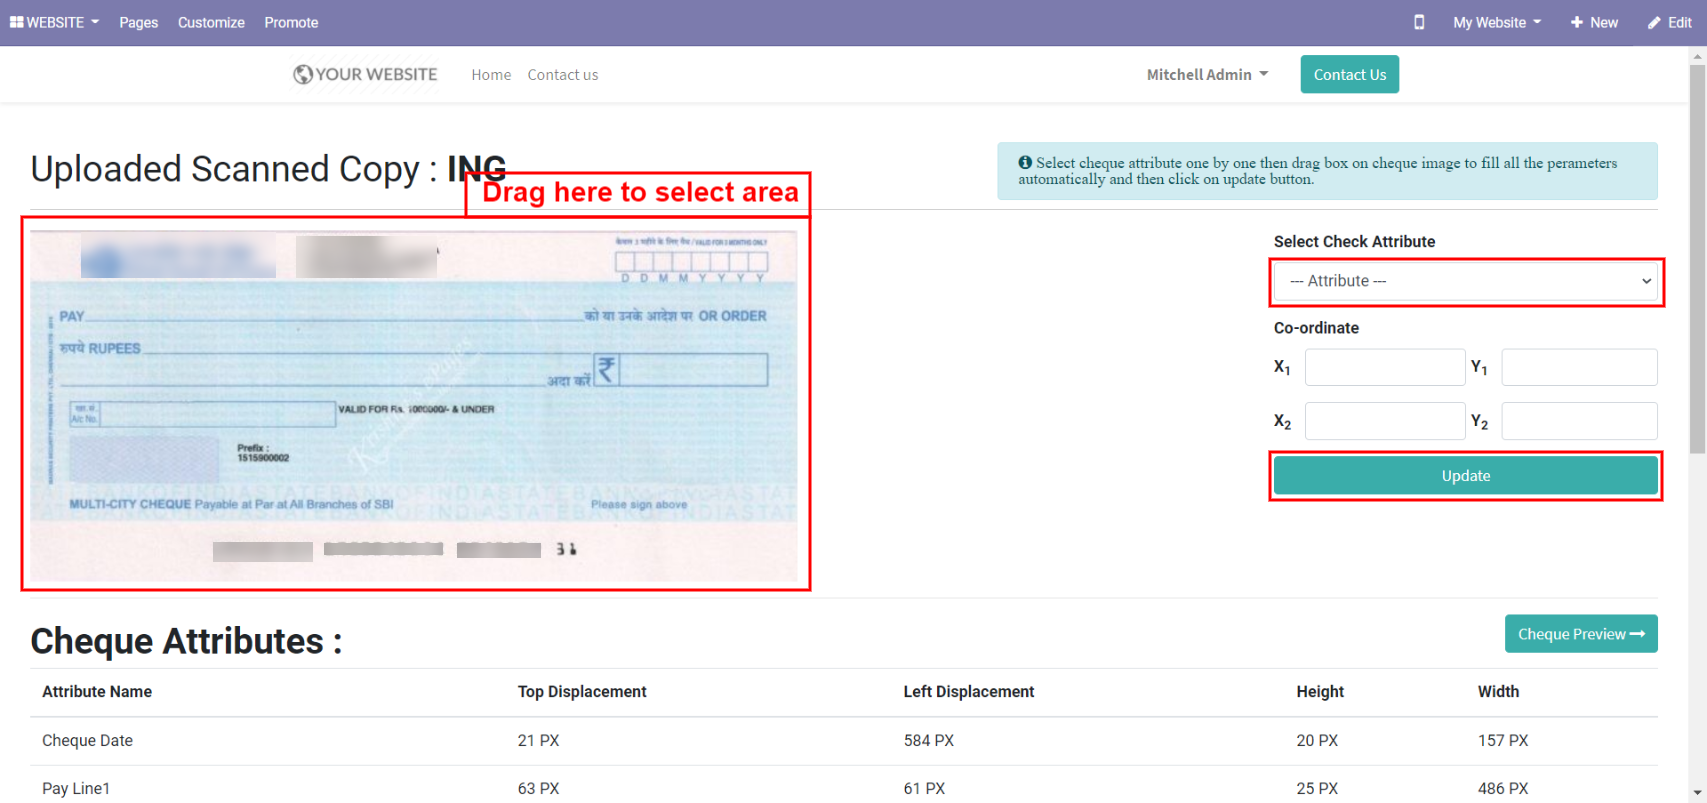 WEBSITE Pages Customize Promote My Website New Edit
YOUR WEBSITE Home Contact us Mitchell Admin Contact Us
Uploaded Scanned Copy : ING
Select cheque attribute one by one then drag box on cheque image to fill all the perameters
automatically and then click on update button.
Drag here to select area
केवल 3 महीने के लिए वैध / VALID FOR 3 MONTHS ONLY
D D M M Y Y Y Y
PAY को या उनके आदेश पर OR ORDER
रुपये RUPEES
अदा करें ₹
A/c No.
VALID FOR Rs. 1000000/- & UNDER
Prefix :
1515900002
MULTI-CITY CHEQUE Payable at Par at All Branches of SBI
Please sign above
Select Check Attribute
--- Attribute ---
Co-ordinate
X1 Y1
X2 Y2
Update
Cheque Attributes :
Cheque Preview
Attribute Name Top Displacement Left Displacement Height Width
Cheque Date 21 PX 584 PX 20 PX 157 PX
Pay Line1 63 PX 61 PX 25 PX 486 PX